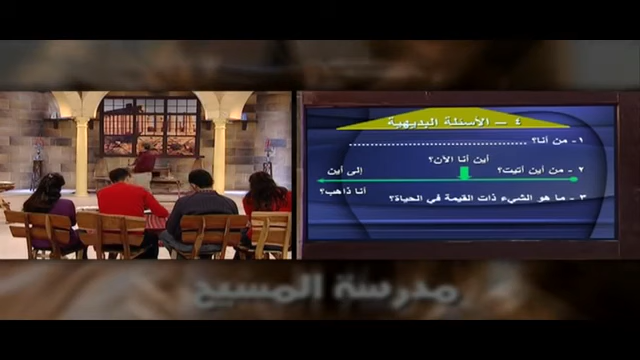 ٤ – الأسئلة البديهية
١ - من أنا؟ ................................................
أين أنا الآن؟
٢ - من أين أتيت؟
إلى أين
أنا ذاهب؟
٣ - ما هو الشيء ذات القيمة في الحياة؟
مدرسة المسيح